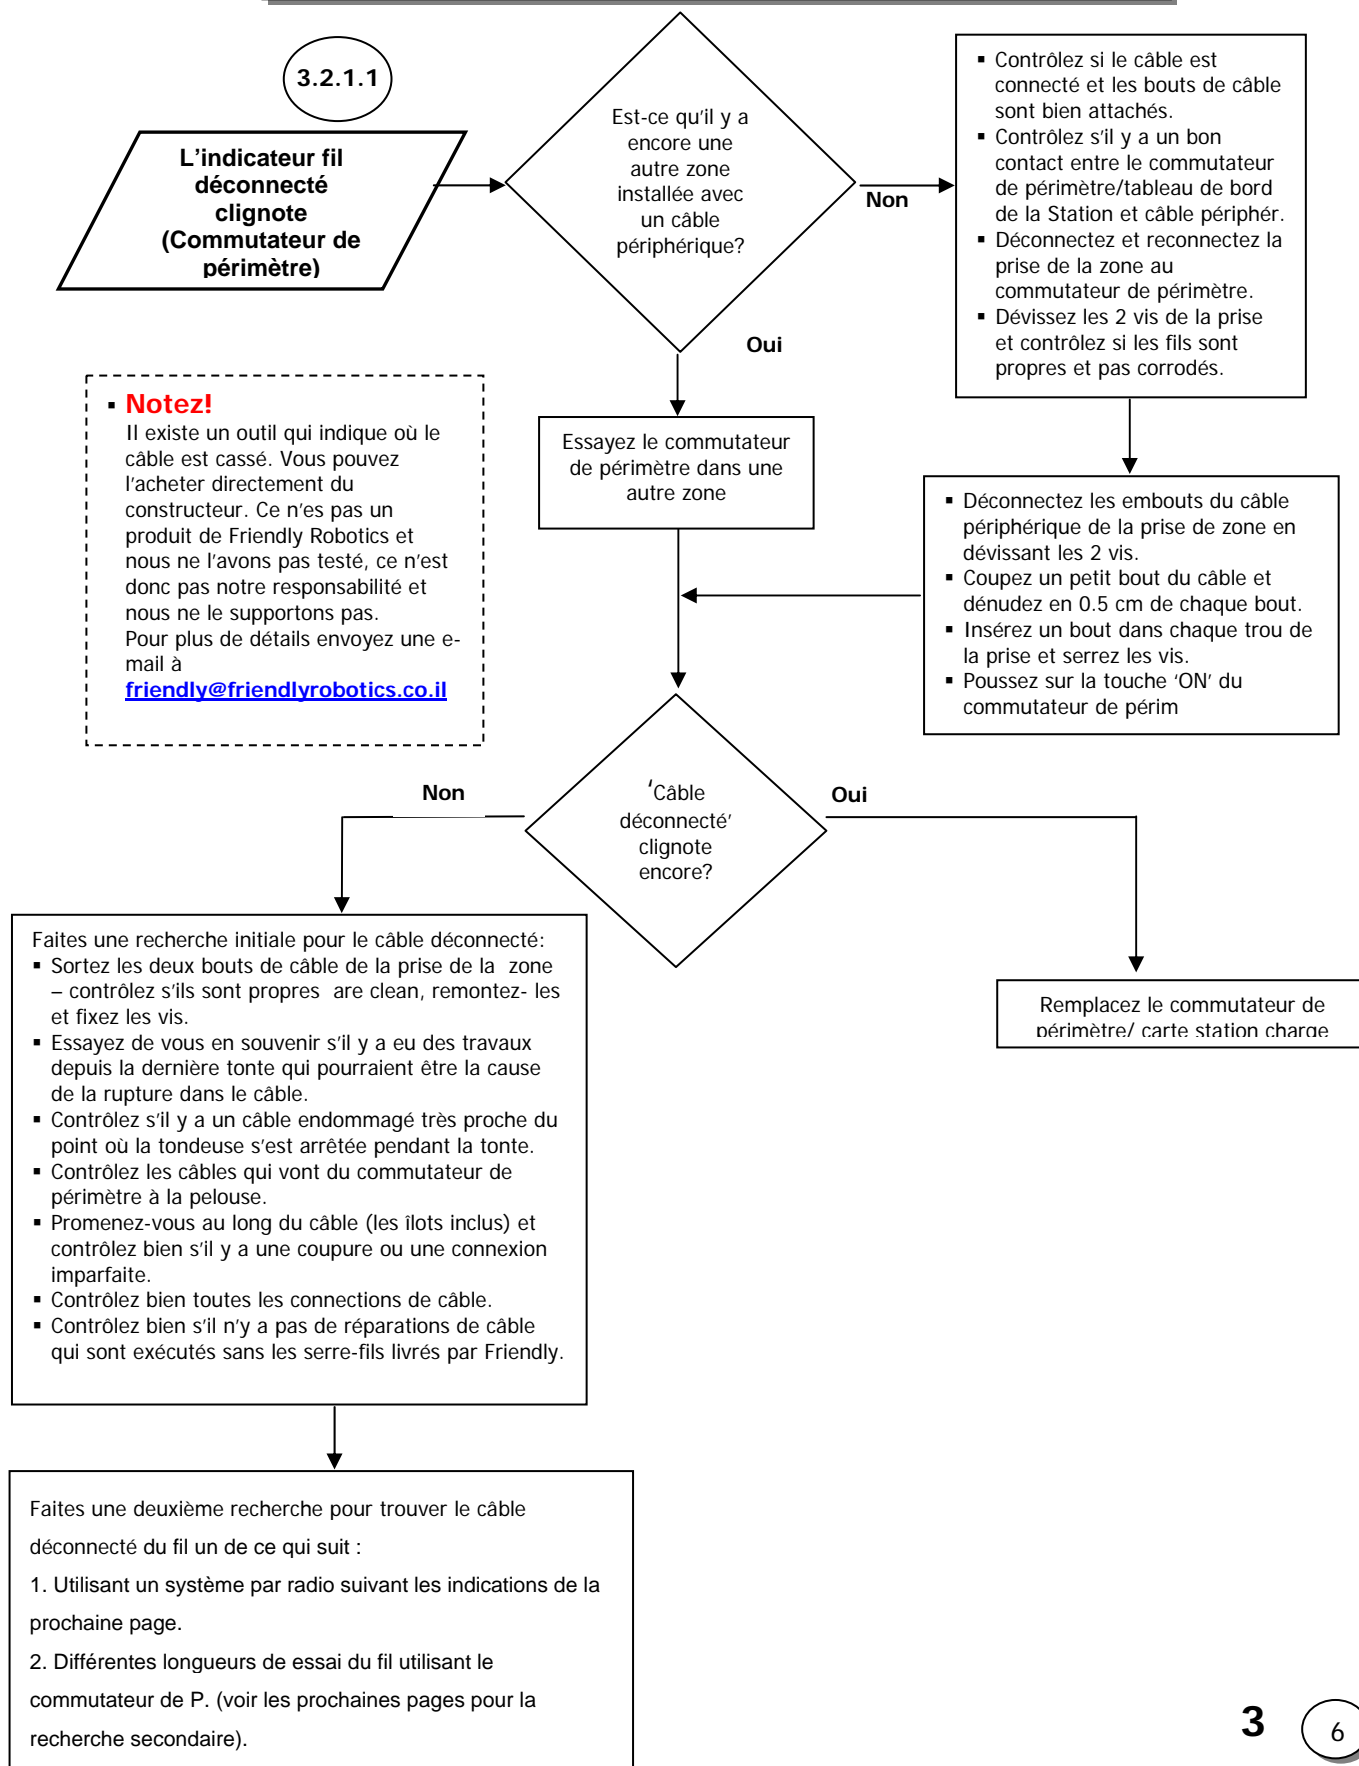 3.2.1.1
L'indicateur fil
déconnecté
clignote
(Commutateur de
périmètre)
Est-ce qu'il y a
encore une
autre zone
installée avec
un câble
périphérique?
Non
▪ Contrôlez si le câble est
connecté et les bouts de câble
sont bien attachés.
▪ Contrôlez s'il y a un bon
contact entre le commutateur
de périmètre/tableau de bord
de la Station et câble périphér.
▪ Déconnectez et reconnectez la
prise de la zone au
commutateur de périmètre.
▪ Dévissez les 2 vis de la prise
et contrôlez si les fils sont
propres et pas corrodés.
Oui
▪ Notez!
Il existe un outil qui indique où le
câble est cassé. Vous pouvez
l'acheter directement du
constructeur. Ce n'es pas un
produit de Friendly Robotics et
nous ne l'avons pas testé, ce n'est
donc pas notre responsabilité et
nous ne le supportons pas.
Pour plus de détails envoyez une e-
mail à
friendly@friendlyrobotics.co.il
Essayez le commutateur
de périmètre dans une
autre zone
▪ Déconnectez les embouts du câble
périphérique de la prise de zone en
dévissant les 2 vis.
▪ Coupez un petit bout du câble et
dénudez en 0.5 cm de chaque bout.
▪ Insérez un bout dans chaque trou de
la prise et serrez les vis.
▪ Poussez sur la touche 'ON' du
commutateur de périm
Non
'Câble
déconnecté'
clignote
encore?
Oui
Faites une recherche initiale pour le câble déconnecté:
▪ Sortez les deux bouts de câble de la prise de la zone
– contrôlez s'ils sont propres are clean, remontez- les
et fixez les vis.
▪ Essayez de vous en souvenir s'il y a eu des travaux
depuis la dernière tonte qui pourraient être la cause
de la rupture dans le câble.
▪ Contrôlez s'il y a un câble endommagé très proche du
point où la tondeuse s'est arrêtée pendant la tonte.
▪ Contrôlez les câbles qui vont du commutateur de
périmètre à la pelouse.
▪ Promenez-vous au long du câble (les îlots inclus) et
contrôlez bien s'il y a une coupure ou une connexion
imparfaite.
▪ Contrôlez bien toutes les connections de câble.
▪ Contrôlez bien s'il n'y a pas de réparations de câble
qui sont exécutés sans les serre-fils livrés par Friendly.
Remplacez le commutateur de
périmètre/ carte station charge
Faites une deuxième recherche pour trouver le câble
déconnecté du fil un de ce qui suit :
1. Utilisant un système par radio suivant les indications de la
prochaine page.
2. Différentes longueurs de essai du fil utilisant le
commutateur de P. (voir les prochaines pages pour la
recherche secondaire).
3
6